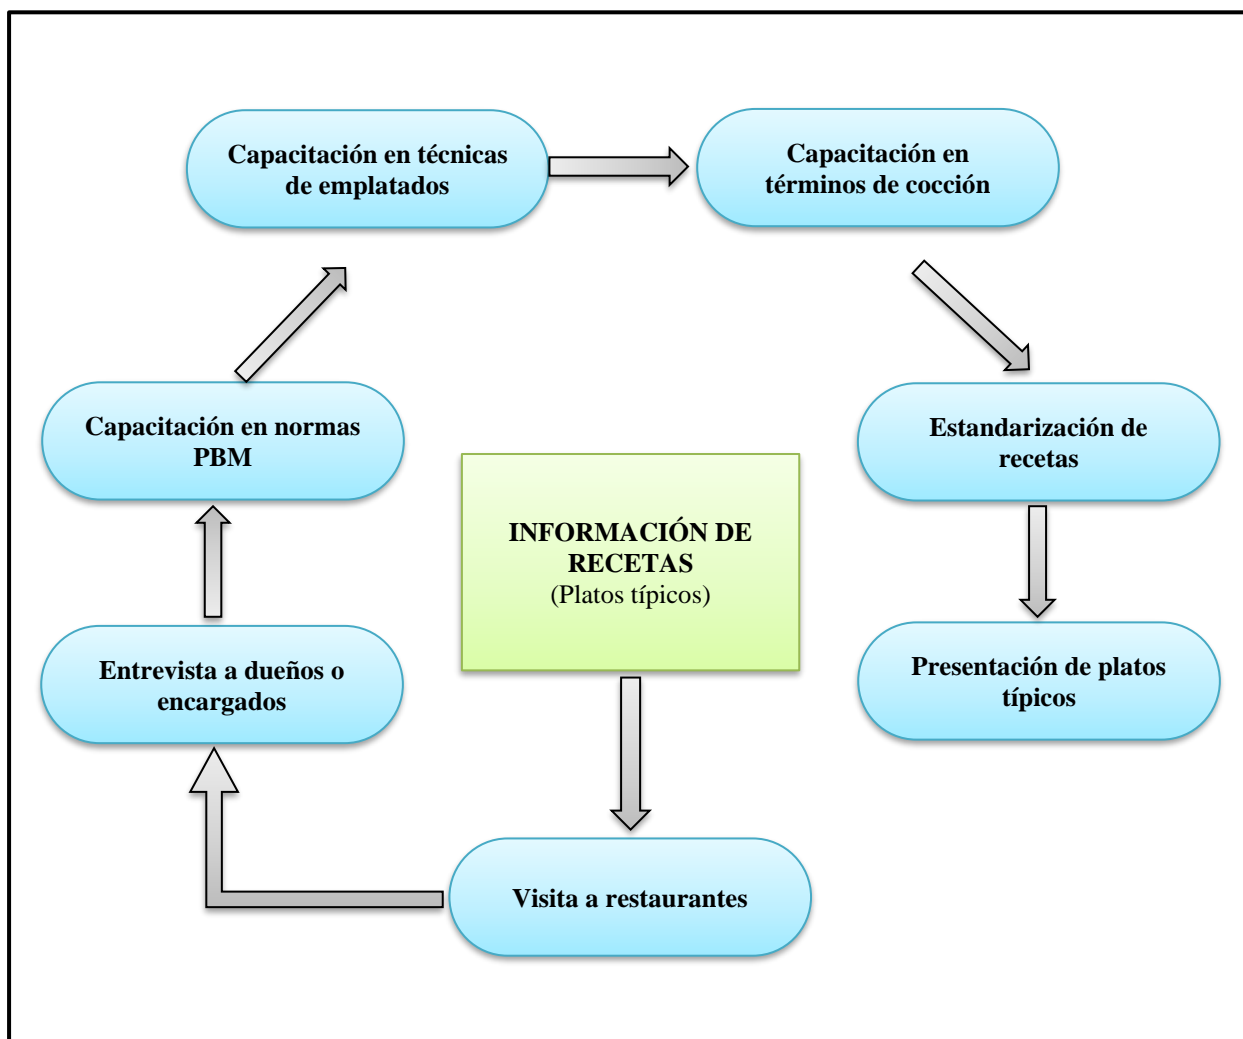 Capacitación en técnicas
de emplatados
Capacitación en
términos de cocción
Capacitación en normas
PBM
Estandarización de
recetas
INFORMACIÓN DE
RECETAS
(Platos típicos)
Entrevista a dueños o
encargados
Presentación de platos
típicos
Visita a restaurantes